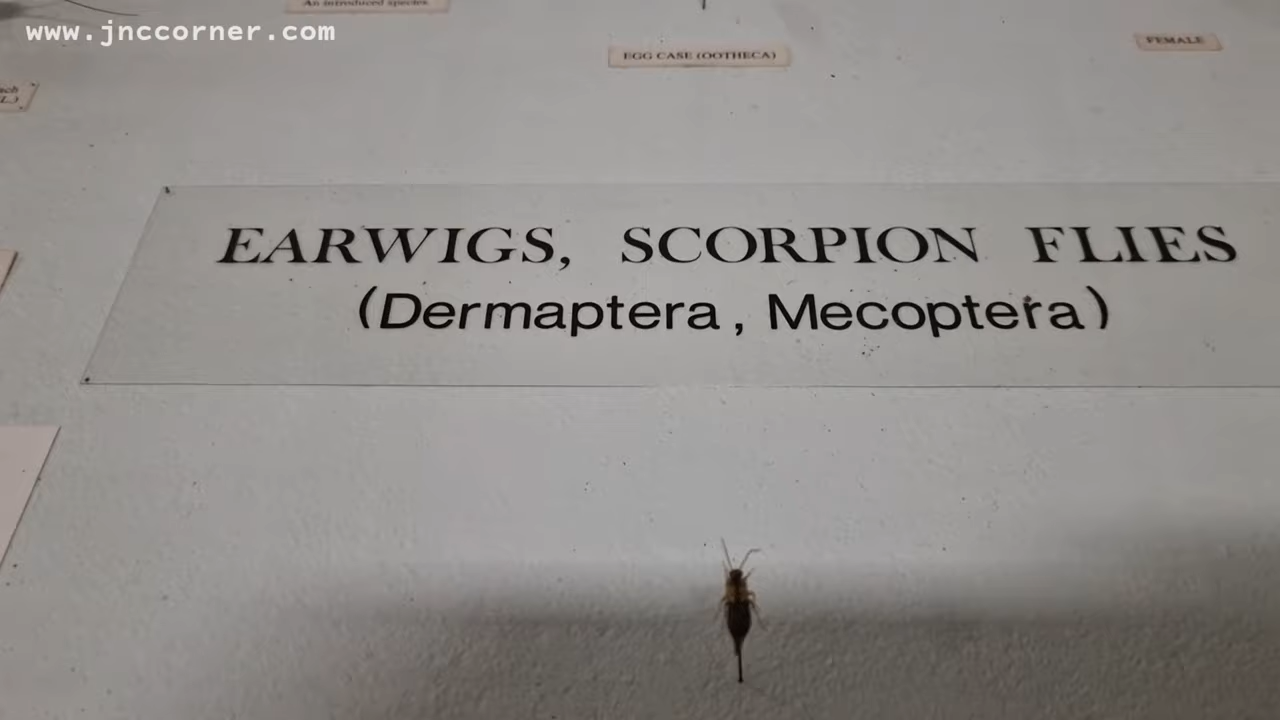 An introduced species.
www.jnccorner.com
EGG CASE (OOTHECA)
FEMALE
L.)
EARWIGS, SCORPION FLIES
(Dermaptera, Mecoptera)